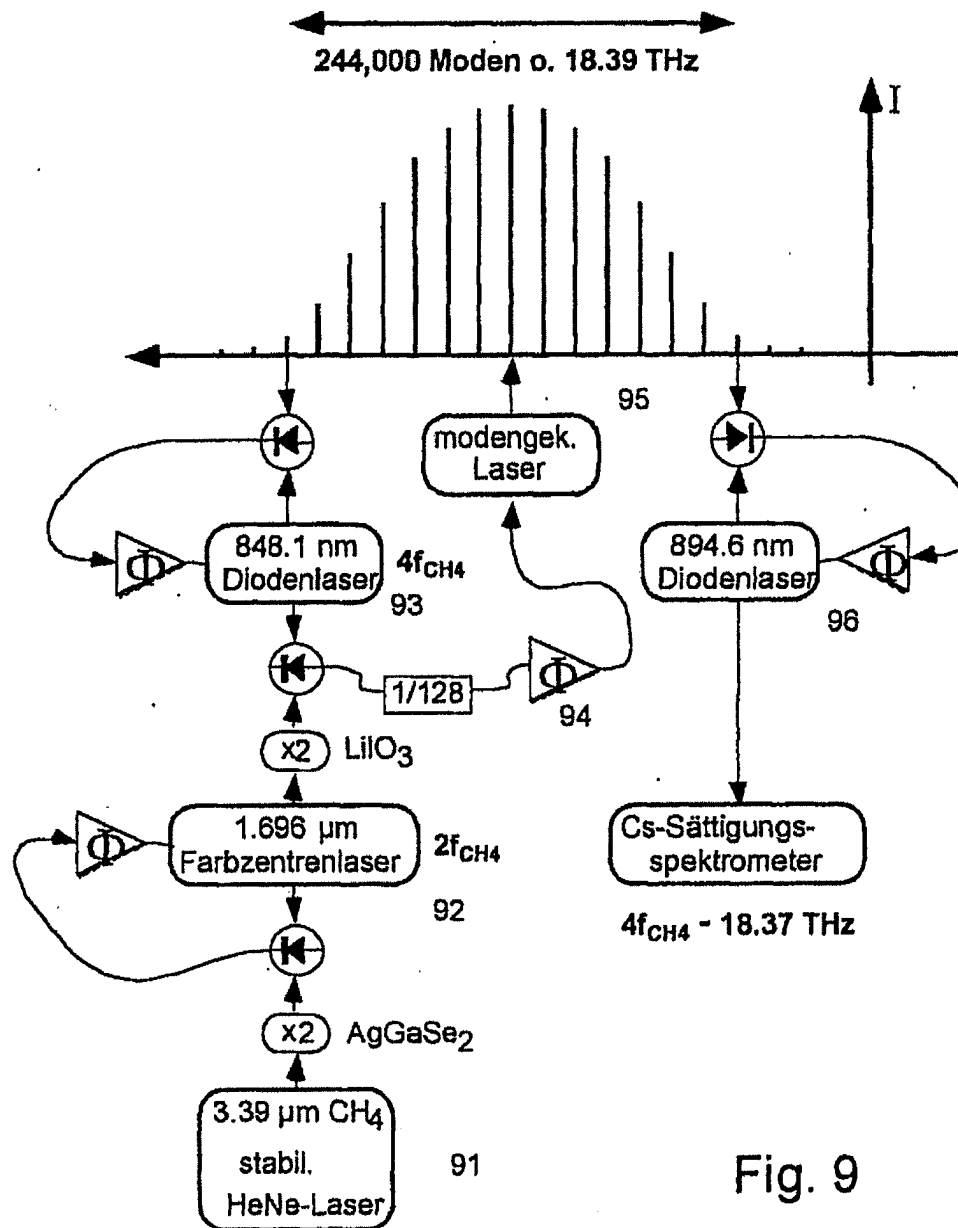 244,000 Moden o. 18.39 THz
I
95
modengek.
Laser
848.1 nm
Diodenlaser
4fCH4
93
Φ
894.6 nm
Diodenlaser
96
Φ
1/128
Φ
94
x2
LiIO3
1.696 µm
Farbzentrenlaser
2fCH4
92
Φ
Cs-Sättigungs-
spektrometer
4fCH4 - 18.37 THz
x2
AgGaSe2
3.39 µm CH4
stabil.
HeNe-Laser
91
Fig. 9